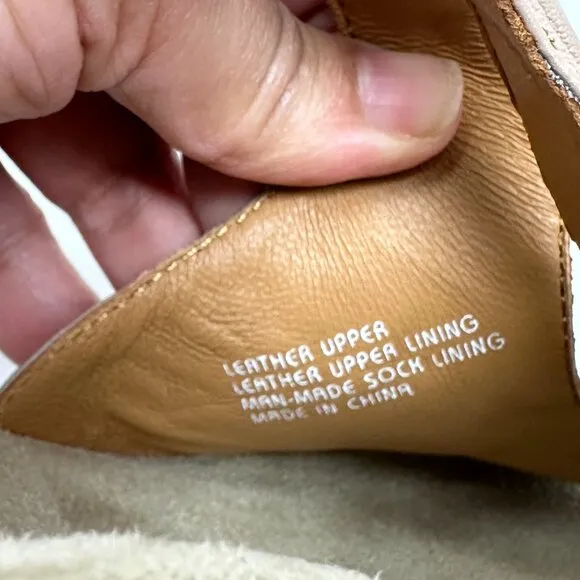 LEATHER UPPER
LEATHER UPPER LINING
MAN-MADE SOCK LINING
MADE IN CHINA